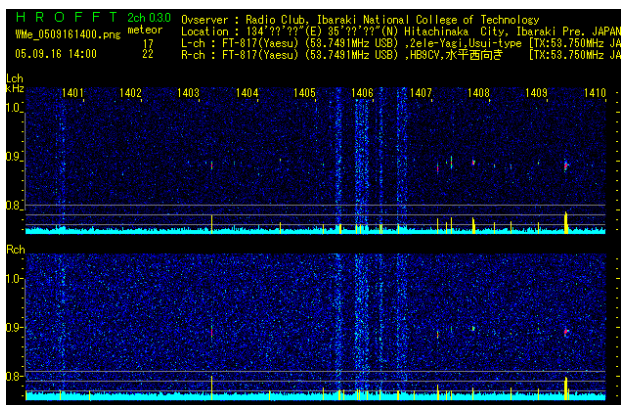 H R O F F T 2ch 0.3.0 Ovserver : Radio Club, Ibaraki National College of Technology
WMe_0509161400.png meteor Location : 134°??'??"(E) 35°??'??"(N) Hitachinaka City, Ibaraki Pre. JAPAN
17 L-ch : FT-817(Yaesu) (53.7491MHz USB) ,2ele-Yagi,Usui-type [TX:53.750MHz JA
05.09.16 14:00 22 R-ch : FT-817(Yaesu) (53.7491MHz USB) ,HB9CV,水平西向き [TX:53.750MHz JA
Lch
kHz 1401 1402 1403 1404 1405 1406 1407 1408 1409 1410
1.0
0.9
0.8
Rch
1.0
0.9
0.8